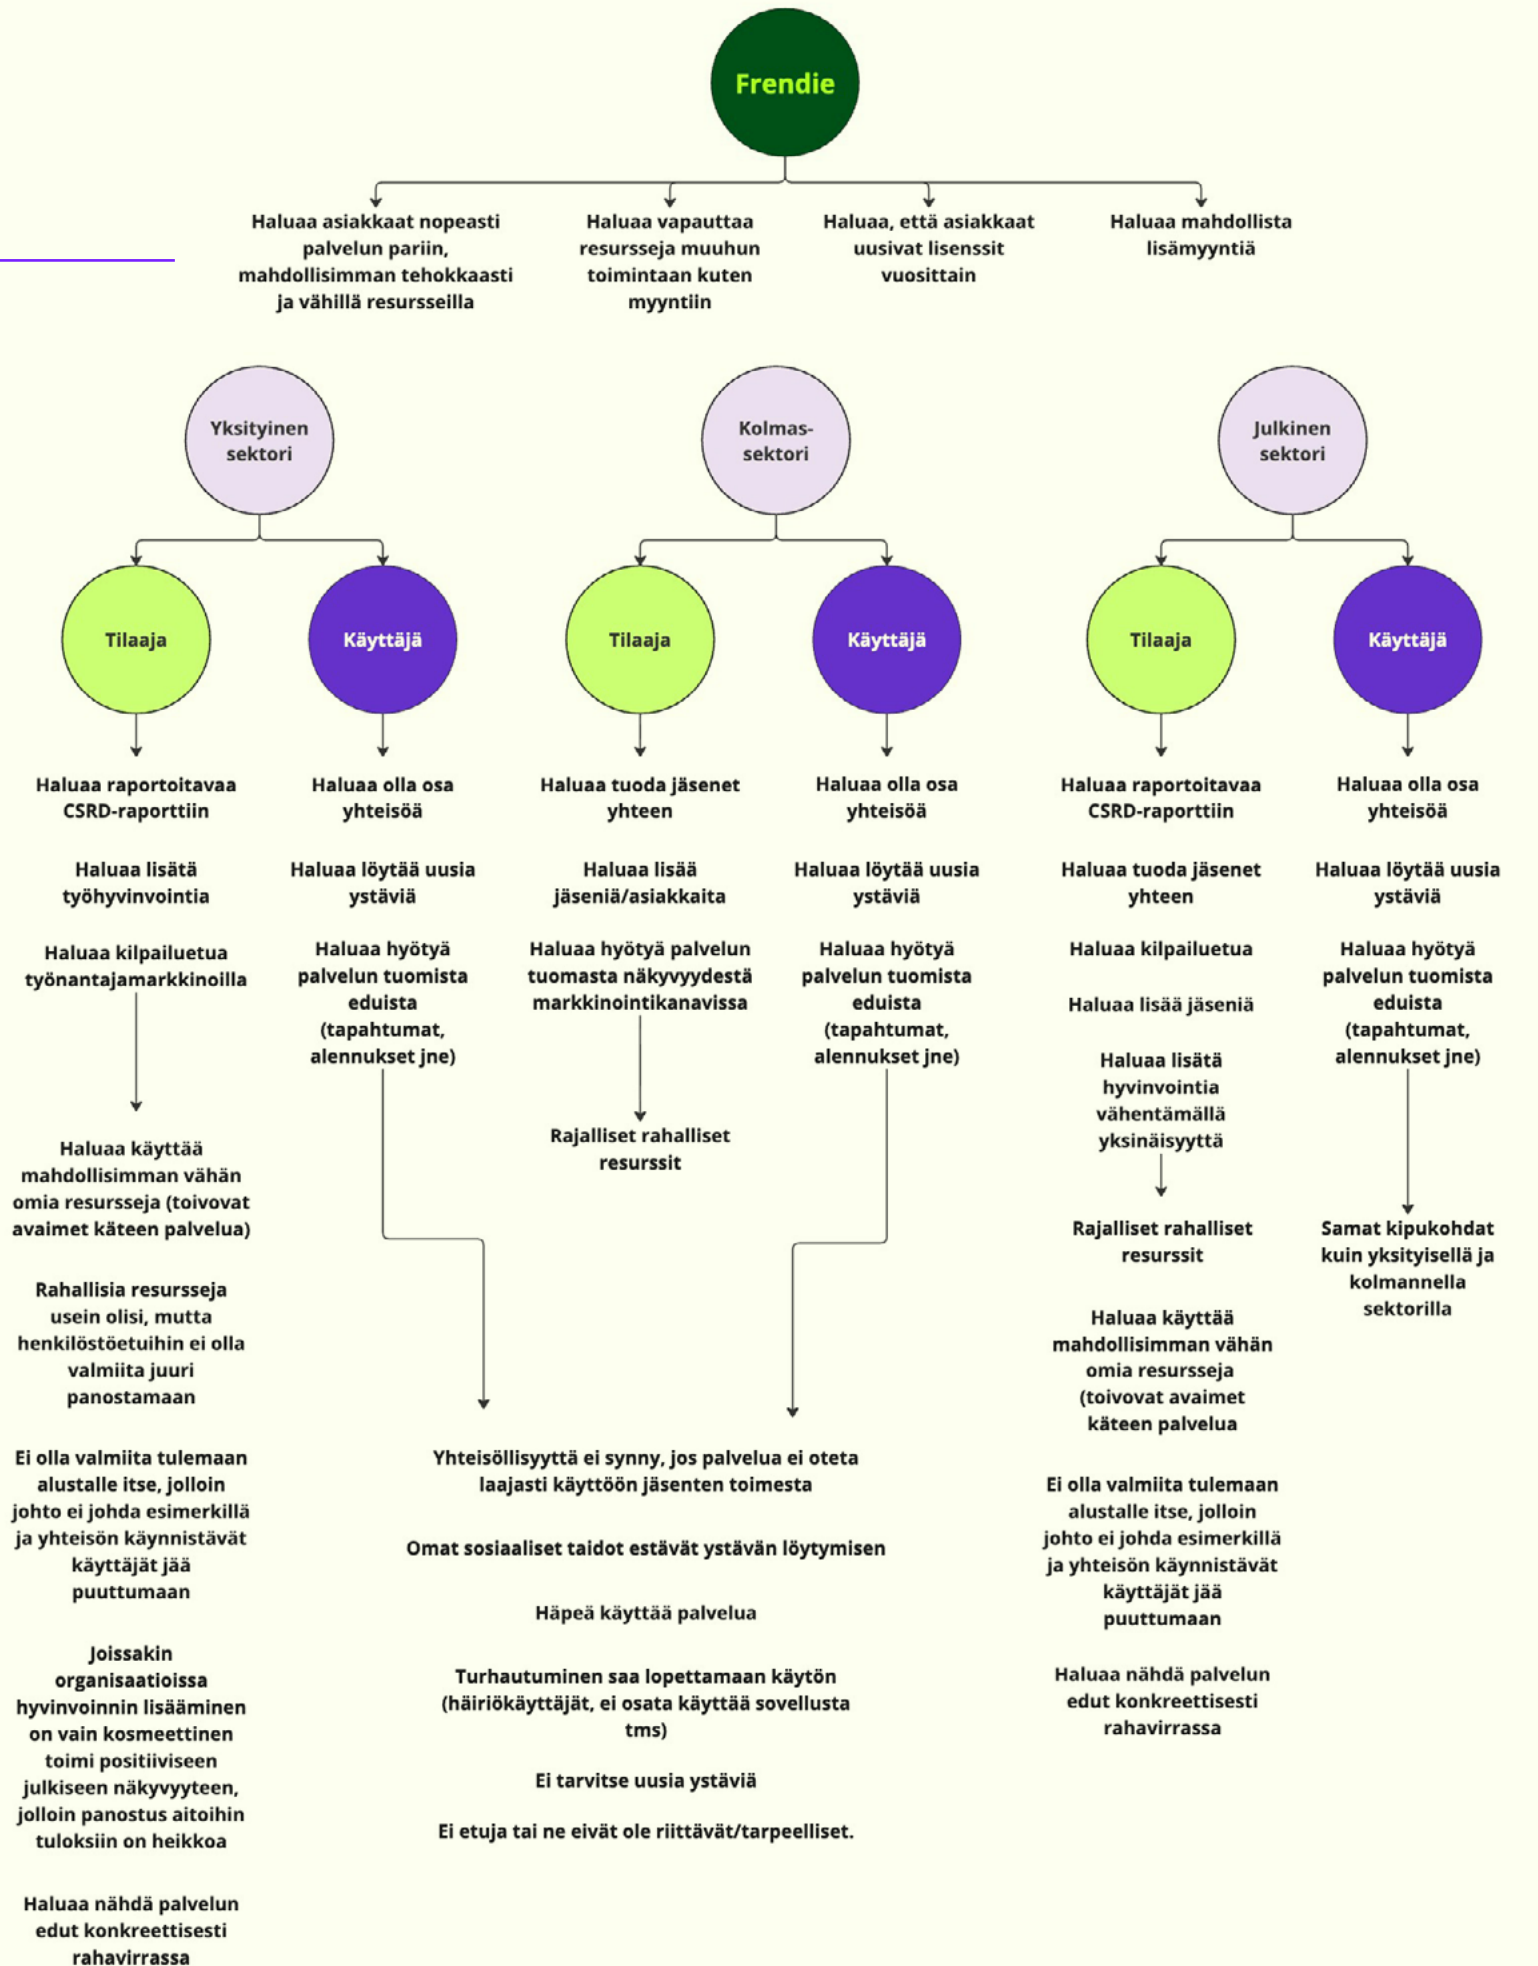 Frendie
Haluaa asiakkaat nopeasti
palvelun pariin,
mahdollisimman tehokkaasti
ja vähillä resursseilla
Haluaa vapauttaa
resursseja muuhun
toimintaan kuten
myyntiin
Haluaa, että asiakkaat
uusivat lisenssit
vuosittain
Haluaa mahdollista
lisämyyntiä
Yksityinen
sektori
Kolmas-
sektori
Julkinen
sektori
Tilaaja
Käyttäjä
Tilaaja
Käyttäjä
Tilaaja
Käyttäjä
Haluaa raportoitavaa
CSRD-raporttiin
Haluaa lisätä
työhyvinvointia
Haluaa kilpailuetua
työnantajamarkkinoilla
Haluaa käyttää
mahdollisimman vähän
omia resursseja (toivovat
avaimet käteen palvelua)
Rahallisia resursseja
usein olisi, mutta
henkilöstöetuihin ei olla
valmiita juuri
panostamaan
Ei olla valmiita tulemaan
alustalle itse, jolloin
johto ei johda esimerkillä
ja yhteisön käynnistävät
käyttäjät jää
puuttumaan
Joissakin
organisaatioissa
hyvinvoinnin lisääminen
on vain kosmeettinen
toimi positiiviseen
julkiseen näkyvyyteen,
jolloin panostus aitoihin
tuloksiin on heikkoa
Haluaa nähdä palvelun
edut konkreettisesti
rahavirrassa
Haluaa olla osa
yhteisöä
Haluaa löytää uusia
ystäviä
Haluaa hyötyä
palvelun tuomista
eduista
(tapahtumat,
alennukset jne)
Haluaa tuoda jäsenet
yhteen
Haluaa lisää
jäseniä/asiakkaita
Haluaa hyötyä palvelun
tuomasta näkyvyydestä
markkinointikanavissa
Rajalliset rahalliset
resurssit
Haluaa olla osa
yhteisöä
Haluaa löytää uusia
ystäviä
Haluaa hyötyä
palvelun tuomista
eduista
(tapahtumat,
alennukset jne)
Yhteisöllisyyttä ei synny, jos palvelua ei oteta
laajasti käyttöön jäsenten toimesta
Omat sosiaaliset taidot estävät ystävän löytymisen
Häpeä käyttää palvelua
Turhautuminen saa lopettamaan käytön
(häiriökäyttäjät, ei osata käyttää sovellusta
tms)
Ei tarvitse uusia ystäviä
Ei etuja tai ne eivät ole riittävät/tarpeelliset.
Haluaa raportoitavaa
CSRD-raporttiin
Haluaa tuoda jäsenet
yhteen
Haluaa kilpailuetua
Haluaa lisää jäseniä
Haluaa lisätä
hyvinvointia
vähentämällä
yksinäisyyttä
Rajalliset rahalliset
resurssit
Haluaa käyttää
mahdollisimman vähän
omia resursseja
(toivovat avaimet
käteen palvelua
Ei olla valmiita tulemaan
alustalle itse, jolloin
johto ei johda esimerkillä
ja yhteisön käynnistävät
käyttäjät jää
puuttumaan
Haluaa nähdä palvelun
edut konkreettisesti
rahavirrassa
Haluaa olla osa
yhteisöä
Haluaa löytää uusia
ystäviä
Haluaa hyötyä
palvelun tuomista
eduista
(tapahtumat,
alennukset jne)
Samat kipukohdat
kuin yksityisellä ja
kolmannella
sektorilla